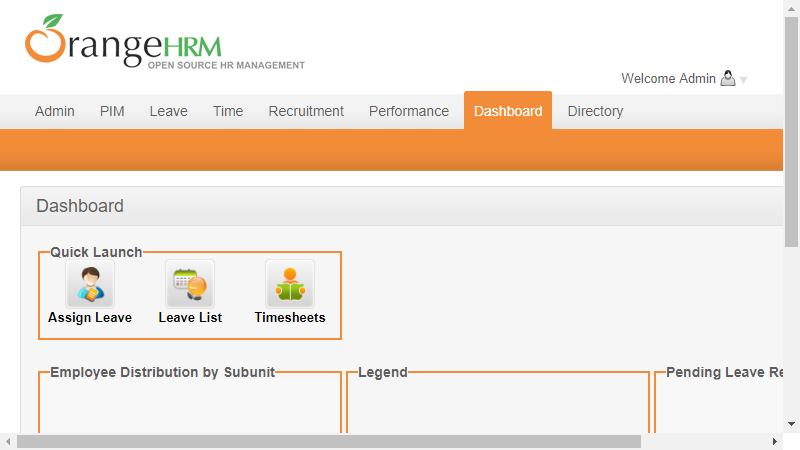 OrangeHRM
OPEN SOURCE HR MANAGEMENT
Welcome Admin
Admin PIM Leave Time Recruitment Performance Dashboard Directory
Dashboard
Quick Launch
Assign Leave Leave List Timesheets
Employee Distribution by Subunit Legend Pending Leave Re